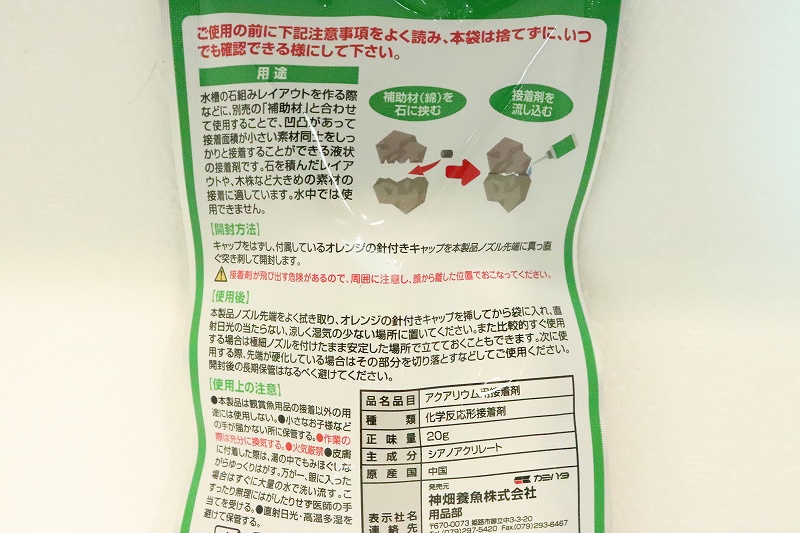 ご使用の前に下記注意事項をよく読み、本袋は捨てずに、いつ
でも確認できる様にして下さい。
用途
水槽の石組みレイアウトを作る際
などに、別売の「補助材」と合わせ
て使用することで、凹凸があって
接着面積が小さい素材同士をしっ
かりと接着することができる液状
の接着剤です。石を積んだレイア
ウトや、木株など大きめの素材の
接着に適しています。水中では使
用できません。
補助材(綿)を
石に挟む
接着剤を
流し込む
【開封方法】
キャップをはずし、付属しているオレンジの針付きキャップを本製品ノズル先端に真っ直
ぐ突き刺して開封します。
接着剤が飛び出す危険があるので、周囲に注意し、顔から離した位置でおこなってください。
【使用後】
本製品ノズル先端をよく拭き取り、オレンジの針付きキャップを挿してから袋に入れ、直
射日光の当たらない、涼しく湿気の少ない場所に置いてください。また比較的すぐ使用
する場合は極細ノズルを付けたまま安定した場所で立てておくこともできます。次に使
用する際、先端が硬化している場合はその部分を切り落とすなどしてご使用ください。
開封後の長期保管はなるべく避けてください。
【使用上の注意】
●本製品は観賞魚用品の接着以外の用
途には使用しない。●小さなお子様など
の手が届かない所に保管する。●作業の
際は充分に換気する。●火気厳禁●皮膚
に付着した際は、湯の中でもみほぐしな
がらゆっくりはがす。万が一、眼に入った
場合はすぐに大量の水で洗い流す。こ
すったり無理にはがしたりせず医師の手
当てを受ける。●直射日光・高温多湿を
避けて保管する。
品名品目 アクアリウム用接着剤
種類 化学反応形接着剤
正味量 20g
主成分 シアノアクリレート
原産国 中国
表示社名
連絡先
発売元 カミハタ
神畑養魚株式会社
用品部
〒670-0073 姫路市御立中3-3-20
Tel.(079)297-5420 Fax.(079)293-6467